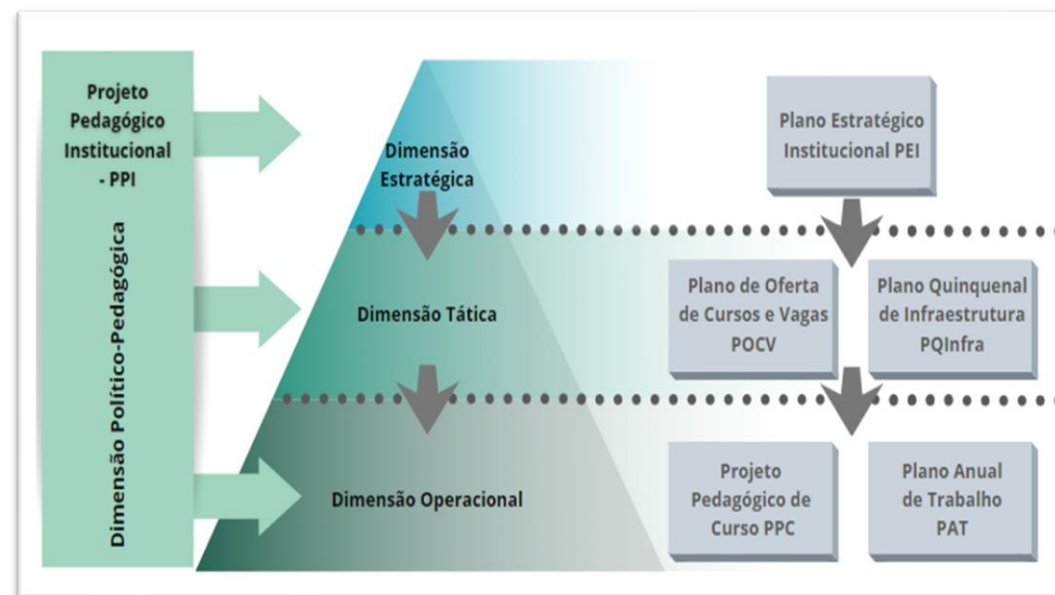 Projeto
Pedagógico
Institucional
- PPI
Dimensão Político-Pedagógica
Dimensão
Estratégica
Dimensão Tática
Dimensão Operacional
Plano Estratégico
Institucional PEI
Plano de Oferta
de Cursos e Vagas
POCV
Plano Quinquenal
de Infraestrutura
PQInfra
Projeto
Pedagógico de
Curso PPC
Plano Anual
de Trabalho
PAT